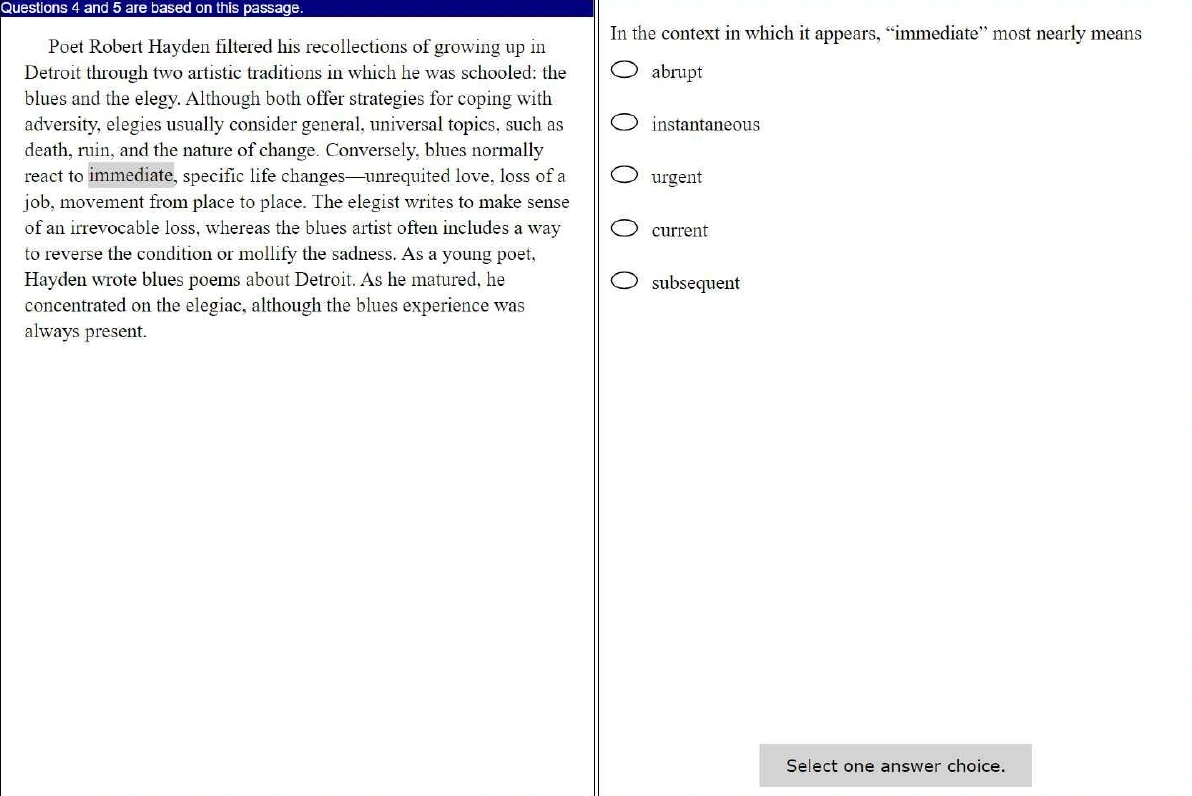 Questions 4 and 5 are based on this passage.
Poet Robert Hayden filtered his recollections of growing up in
Detroit through two artistic traditions in which he was schooled: the
blues and the elegy. Although both offer strategies for coping with
adversity, elegies usually consider general, universal topics, such as
death, ruin, and the nature of change. Conversely, blues normally
react to immediate, specific life changes—unrequited love, loss of a
job, movement from place to place. The elegist writes to make sense
of an irrevocable loss, whereas the blues artist often includes a way
to reverse the condition or mollify the sadness. As a young poet,
Hayden wrote blues poems about Detroit. As he matured, he
concentrated on the elegiac, although the blues experience was
always present.
In the context in which it appears, “immediate” most nearly means
abrupt
instantaneous
urgent
current
subsequent
Select one answer choice.